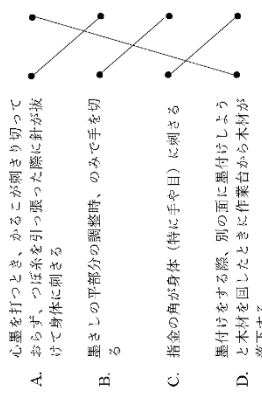 A. 心墨を打つとき、かるこが刺さり切って
おらず、つぼ糸を引っ張った際に針が抜
けて身体に刺さる
B. 墨さしの平部分の調整時、のみで手を切
る
C. 指金の角が身体（特に手や目）に刺さる
D. 墨付けをする際、別の面に墨付けしよう
と木材を回したときに作業台から木材が
落下する